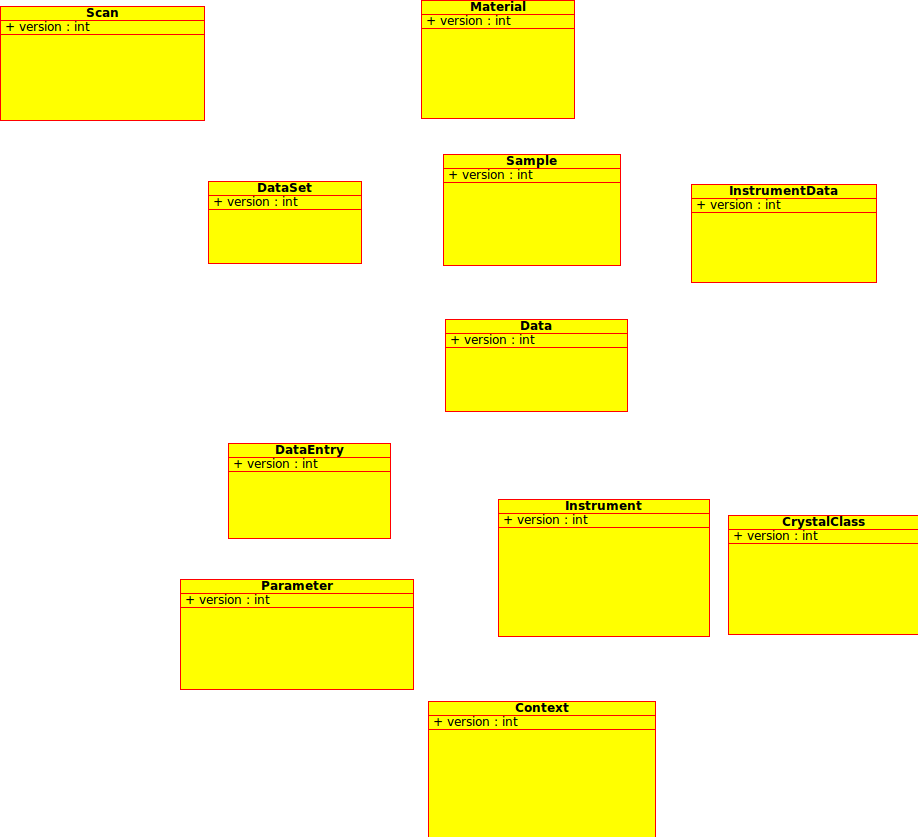 Scan
+ version : int
Material
+ version : int
Sample
+ version : int
DataSet
+ version : int
InstrumentData
+ version : int
Data
+ version : int
DataEntry
+ version : int
Instrument
+ version : int
CrystalClass
+ version : int
Parameter
+ version : int
Context
+ version : int